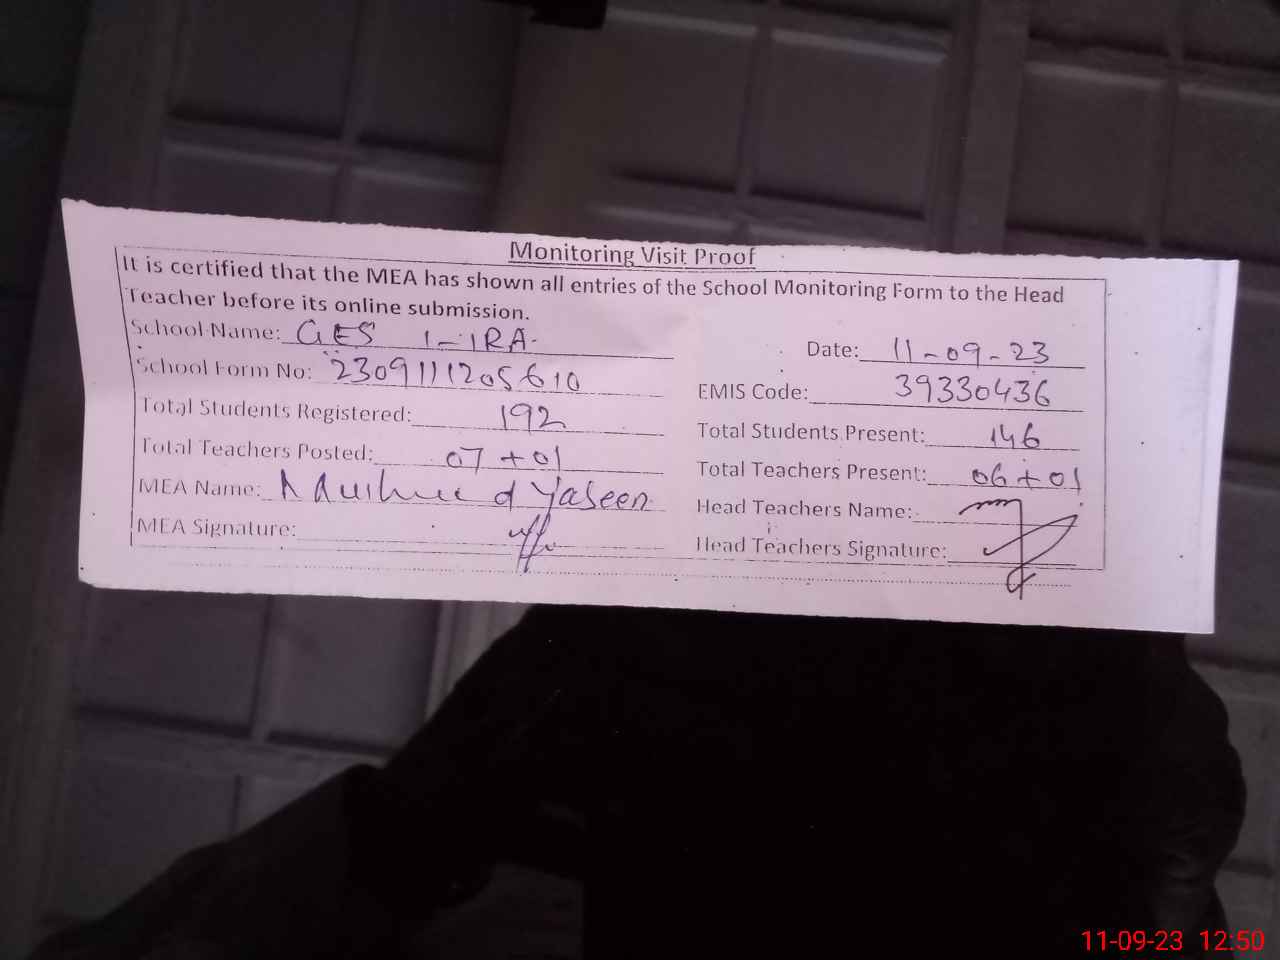 Monitoring Visit Proof
It is certified that the MEA has shown all entries of the School Monitoring Form to the Head
Teacher before its online submission.
School Name: GES 1-1RA.
Date: 11-09-23
School Form No: 2309111205610
EMIS Code: 39330436
Total Students Registered: 192
Total Students Present: 146
Total Teachers Posted: 07+01
Total Teachers Present: 06+01
MEA Name: Yaseen
Head Teachers Name:
MEA Signature:
Head Teachers Signature:
11-09-23 12:50